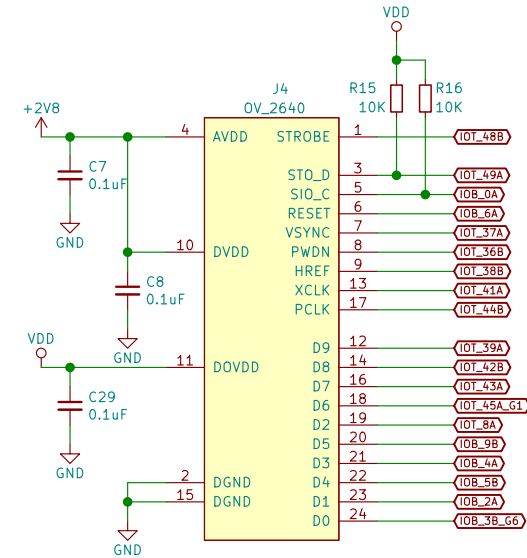 VDD
J4
OV_2640
R15
10K
R16
10K
+2V8
4 AVDD STROBE 1 IOT_48B
C7
0.1uF
GND
STO_D 3 IOT_49A
SIO_C 5 IOB_0A
RESET 6 IOB_6A
VSYNC 7 IOT_37A
10 DVDD PWDN 8 IOT_36B
HREF 9 IOT_38B
C8
0.1uF
GND
XCLK 13 IOT_41A
PCLK 17 IOT_44B
VDD
D9 12 IOT_39A
11 DOVDD D8 14 IOT_42B
D7 16 IOT_43A
C29
0.1uF
GND
D6 18 IOT_45A_G1
D2 19 IOT_8A
D5 20 IOB_9B
D3 21 IOB_4A
2 DGND D4 22 IOB_5B
15 DGND D1 23 IOB_2A
D0 24 IOB_3B_G6
GND